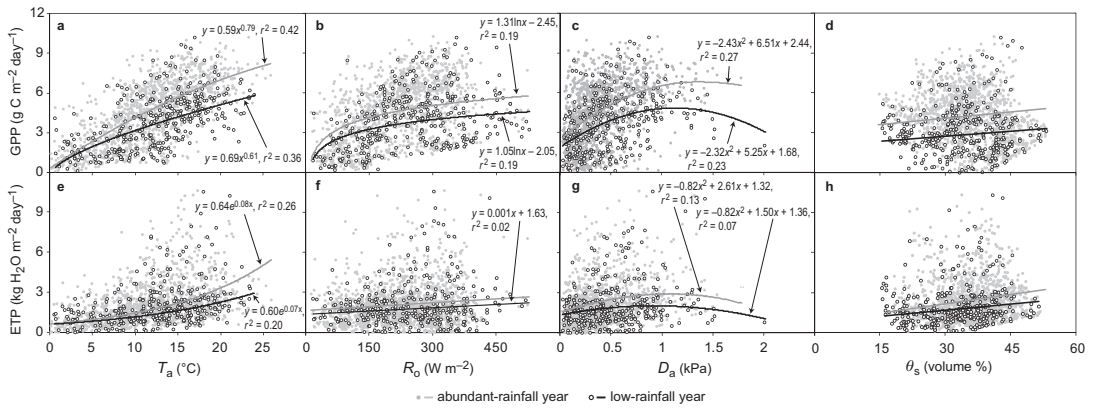 a
b
c
d
y = 0.59x^0.79, r² = 0.42
y = 1.31lnx – 2.45,
r² = 0.19
y = –2.43x² + 6.51x + 2.44,
r² = 0.27
y = 0.69x^0.61, r² = 0.36
y = 1.05lnx – 2.05,
r² = 0.19
y = –2.32x² + 5.25x + 1.68,
r² = 0.23
GPP (g C m⁻² day⁻¹)
12
9
6
3
0
e
f
g
h
y = 0.64e^0.08x, r² = 0.26
y = 0.001x + 1.63,
r² = 0.02
y = –0.82x² + 2.61x + 1.32,
r² = 0.13
y = –0.82x² + 1.50x + 1.36,
r² = 0.07
y = 0.60e^0.07x,
r² = 0.20
ETP (kg H₂O m⁻² day⁻¹)
9
6
3
0
0 5 10 15 20 25
150 300 450
0 0.5 1 1.5 2
0 15 30 45 60
Tₐ (°C)
Rₒ (W m⁻²)
Dₐ (kPa)
θₛ (volume %)
abundant-rainfall year
low-rainfall year